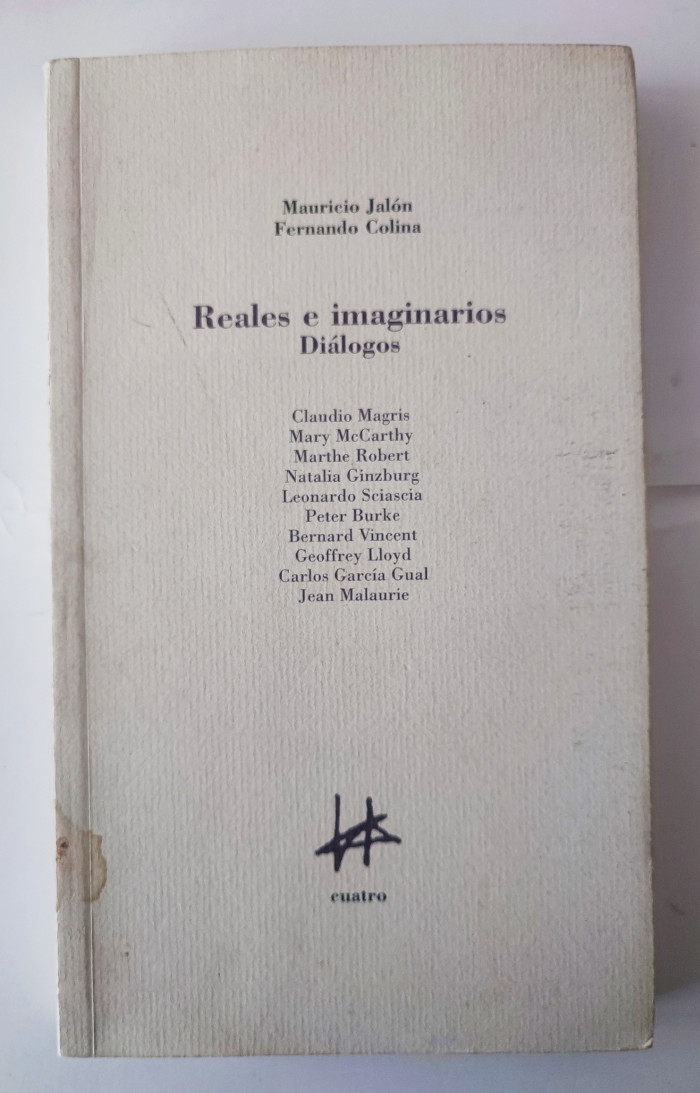 Mauricio Jalón
Fernando Colina
Reales e imaginarios
Diálogos
Claudio Magris
Mary McCarthy
Marthe Robert
Natalia Ginzburg
Leonardo Sciascia
Peter Burke
Bernard Vincent
Geoffrey Lloyd
Carlos García Gual
Jean Malaurie
cuatro